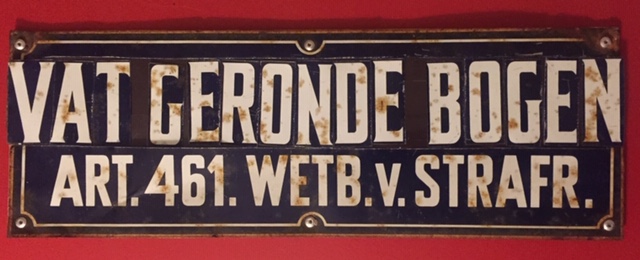 VAT GERONDE BOGEN
ART. 461. WETB. V. STRAFR.